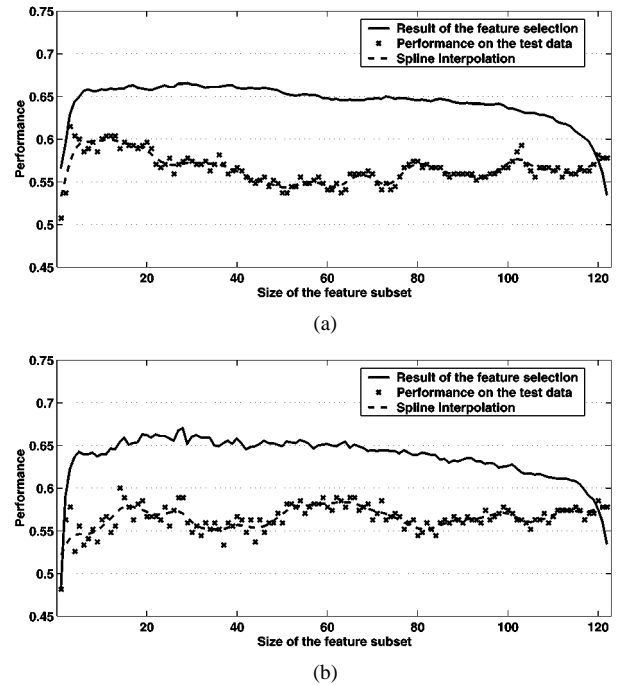 0.75
0.7
0.65
0.6
0.55
0.5
0.45
Performance
Result of the feature selection
Performance on the test data
Spline Interpolation
20 40 60 80 100 120
Size of the feature subset
(a)
0.75
0.7
0.65
0.6
0.55
0.5
0.45
Performance
Result of the feature selection
Performance on the test data
Spline Interpolation
20 40 60 80 100 120
Size of the feature subset
(b)